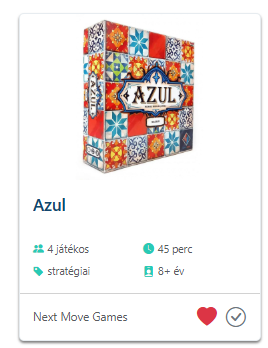 AZUL
Azul
4 játékos
45 perc
stratégiai
8+ év
Next Move Games